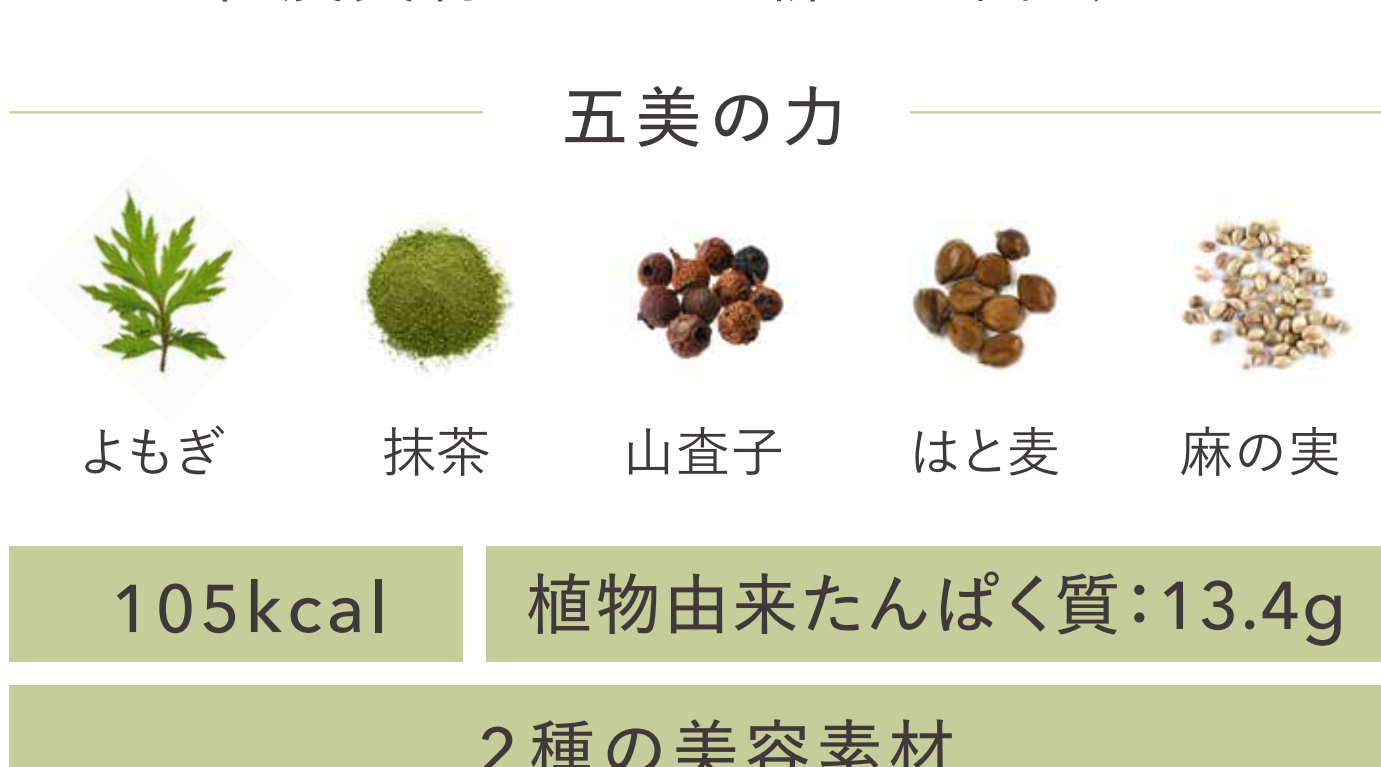 五美の力
よもぎ
抹茶
山査子
はと麦
麻の実
105kcal
植物由来たんぱく質：13.4g
2種の美容素材